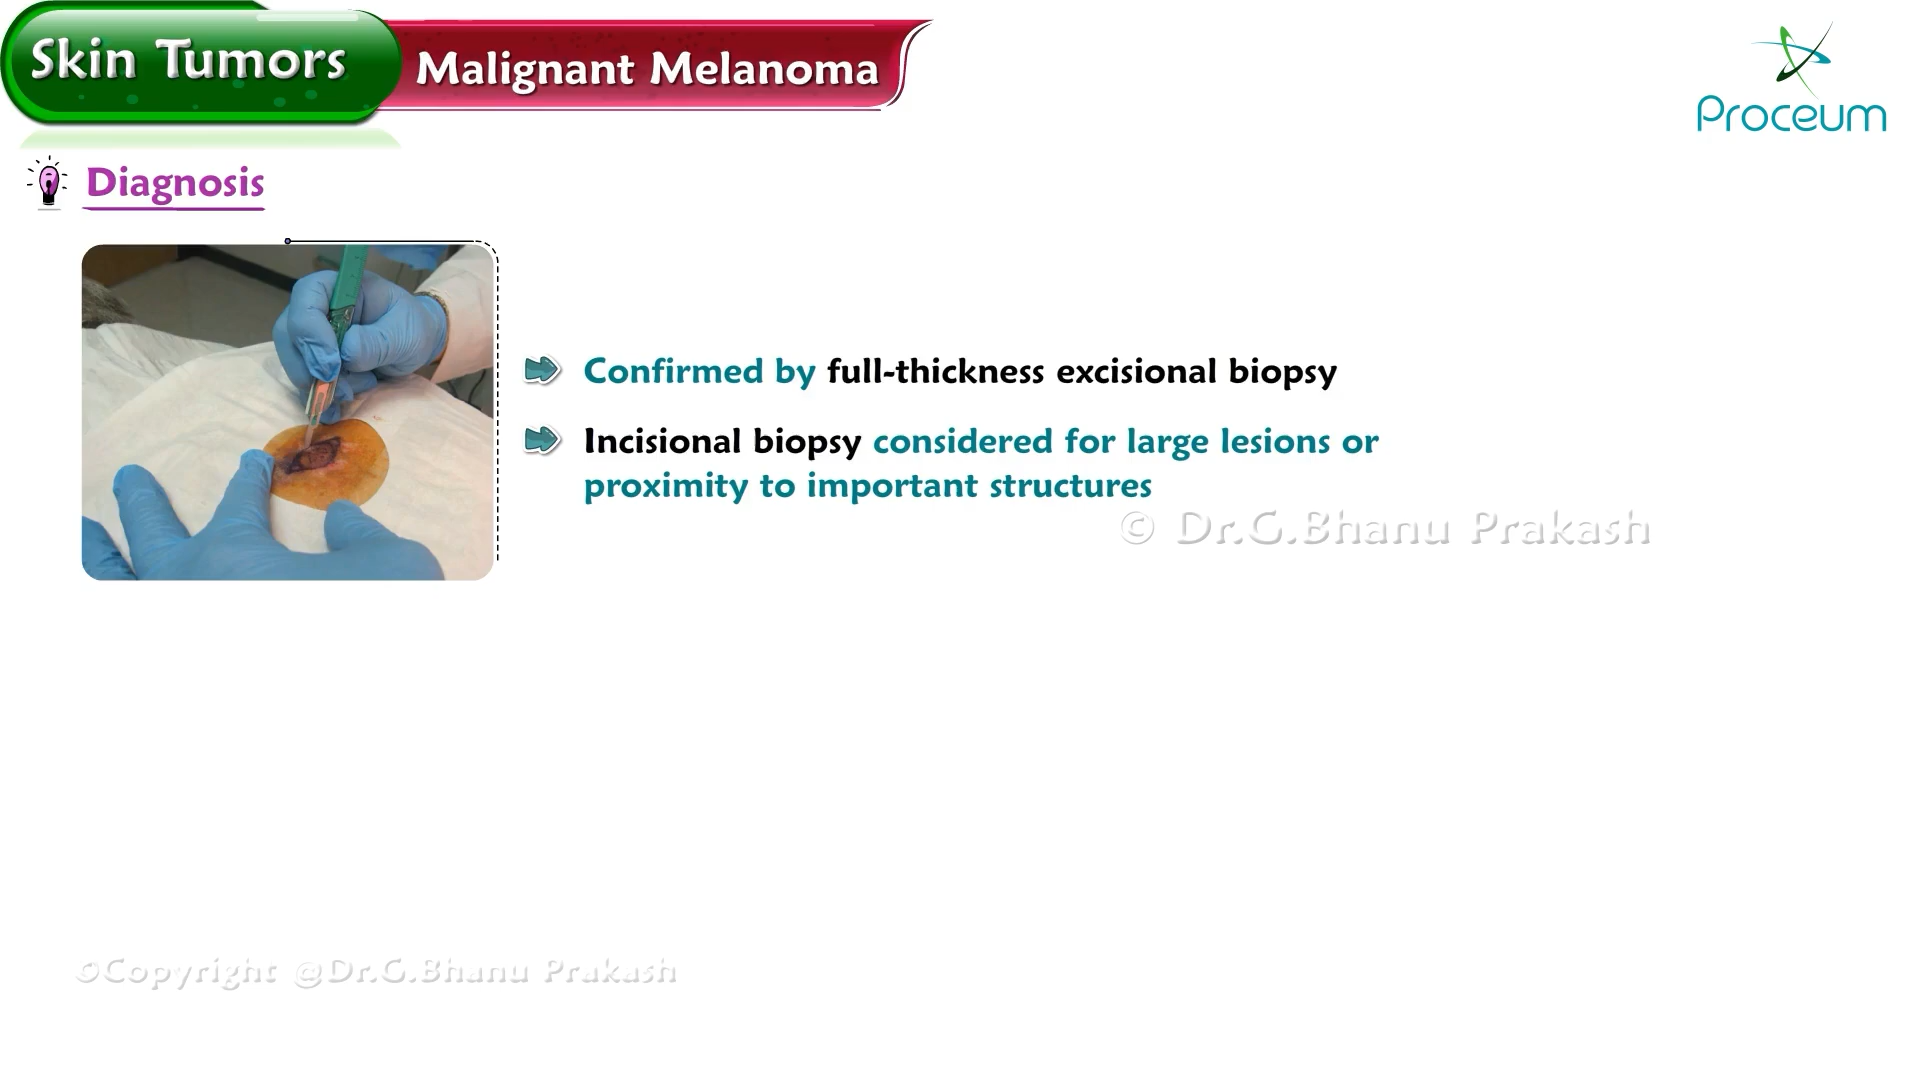 Skin Tumors
Malignant Melanoma
Proceum
Diagnosis
Confirmed by full-thickness excisional biopsy
Incisional biopsy considered for large lesions or
proximity to important structures
© Dr.G.Bhanu Prakash
©Copyright @Dr.G.Bhanu Prakash